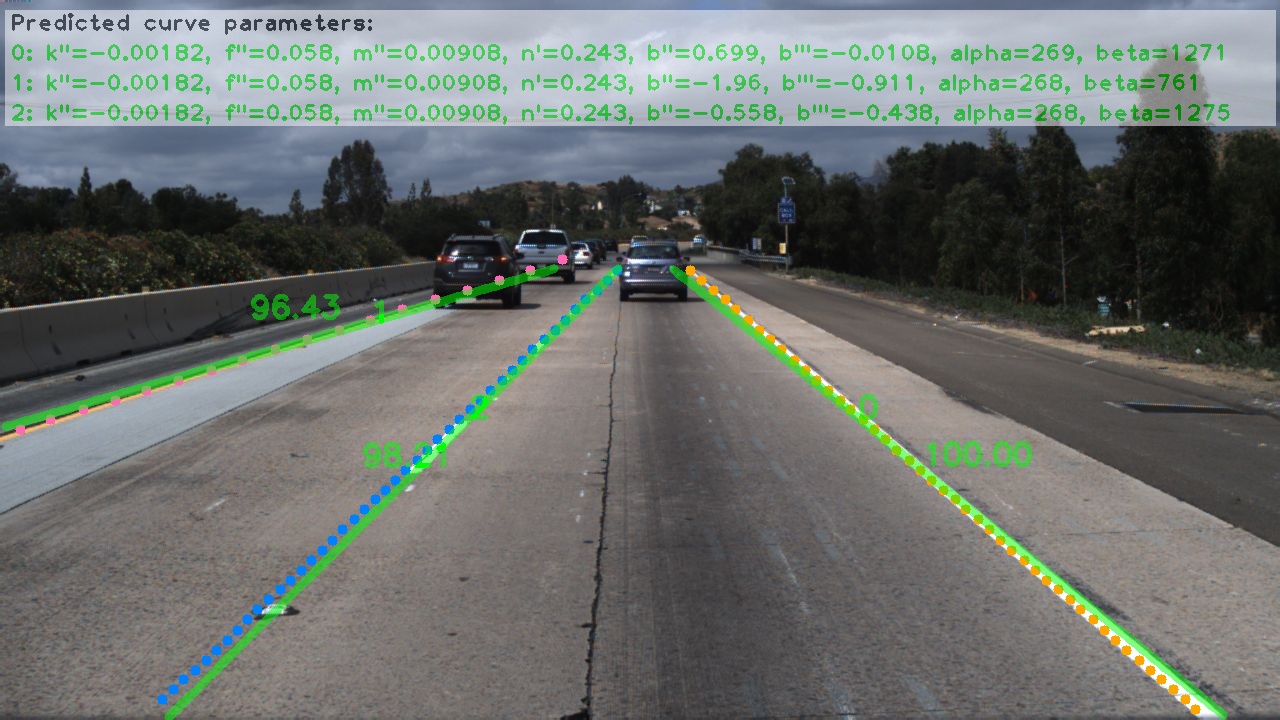 Predicted curve parameters:
0: k''=-0.00182, f''=0.058, m''=0.00908, n'=0.243, b''=0.699, b'''=-0.0108, alpha=269, beta=1271
1: k''=-0.00182, f''=0.058, m''=0.00908, n'=0.243, b''=-1.96, b'''=-0.911, alpha=268, beta=761
2: k''=-0.00182, f''=0.058, m''=0.00908, n'=0.243, b''=-0.558, b'''=-0.438, alpha=268, beta=1275
CALL
BOX
96.43 1
2 0
98.21 100.00